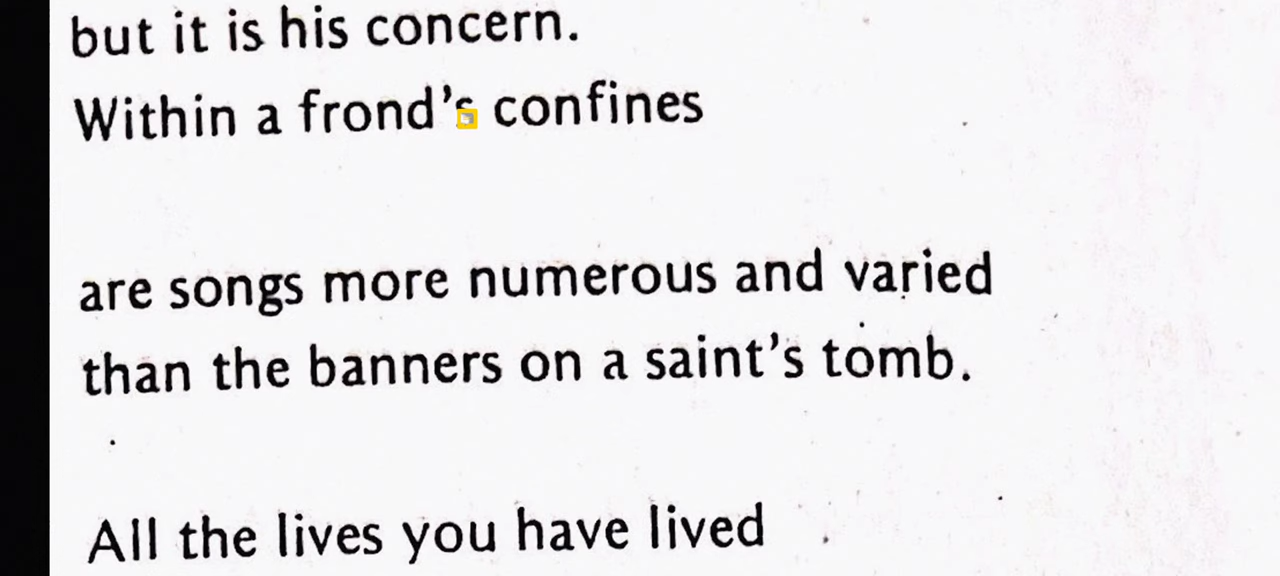 but it is his concern.
Within a frond's confines
are songs more numerous and varied
than the banners on a saint's tomb.
All the lives you have lived